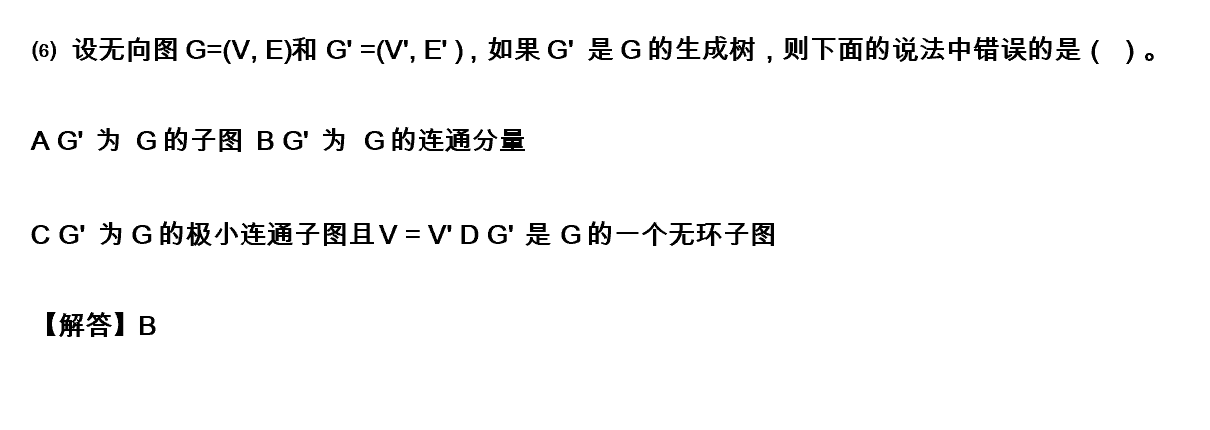 (6) 设无向图 G=(V, E)和 G' =(V', E' ) , 如果 G' 是 G 的生成树，则下面的说法中错误的是 ( ) 。
A G' 为 G 的子图 B G' 为 G 的连通分量
C G' 为 G 的极小连通子图且 V = V' D G' 是 G 的一个无环子图
【解答】B